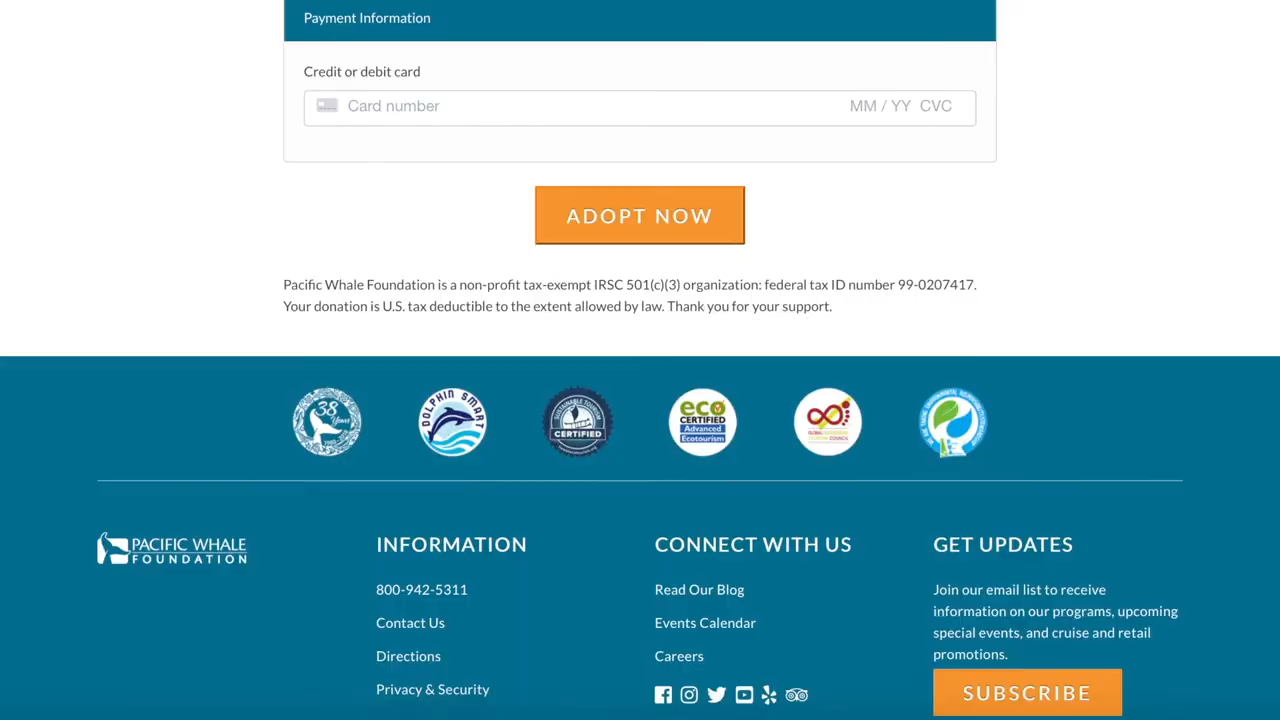 Payment Information
Credit or debit card
Card number MM / YY CVC
ADOPT NOW
Pacific Whale Foundation is a non-profit tax-exempt IRSC 501(c)(3) organization: federal tax ID number 99-0207417.
Your donation is U.S. tax deductible to the extent allowed by law. Thank you for your support.
38 Years
DOLPHIN SMART
SUSTAINABLE TOURISM
CERTIFIED
eco
CERTIFIED
Advanced
Ecotourism
PACIFIC WHALE
FOUNDATION
INFORMATION
800-942-5311
Contact Us
Directions
Privacy & Security
CONNECT WITH US
Read Our Blog
Events Calendar
Careers
GET UPDATES
Join our email list to receive
information on our programs, upcoming
special events, and cruise and retail
promotions.
SUBSCRIBE